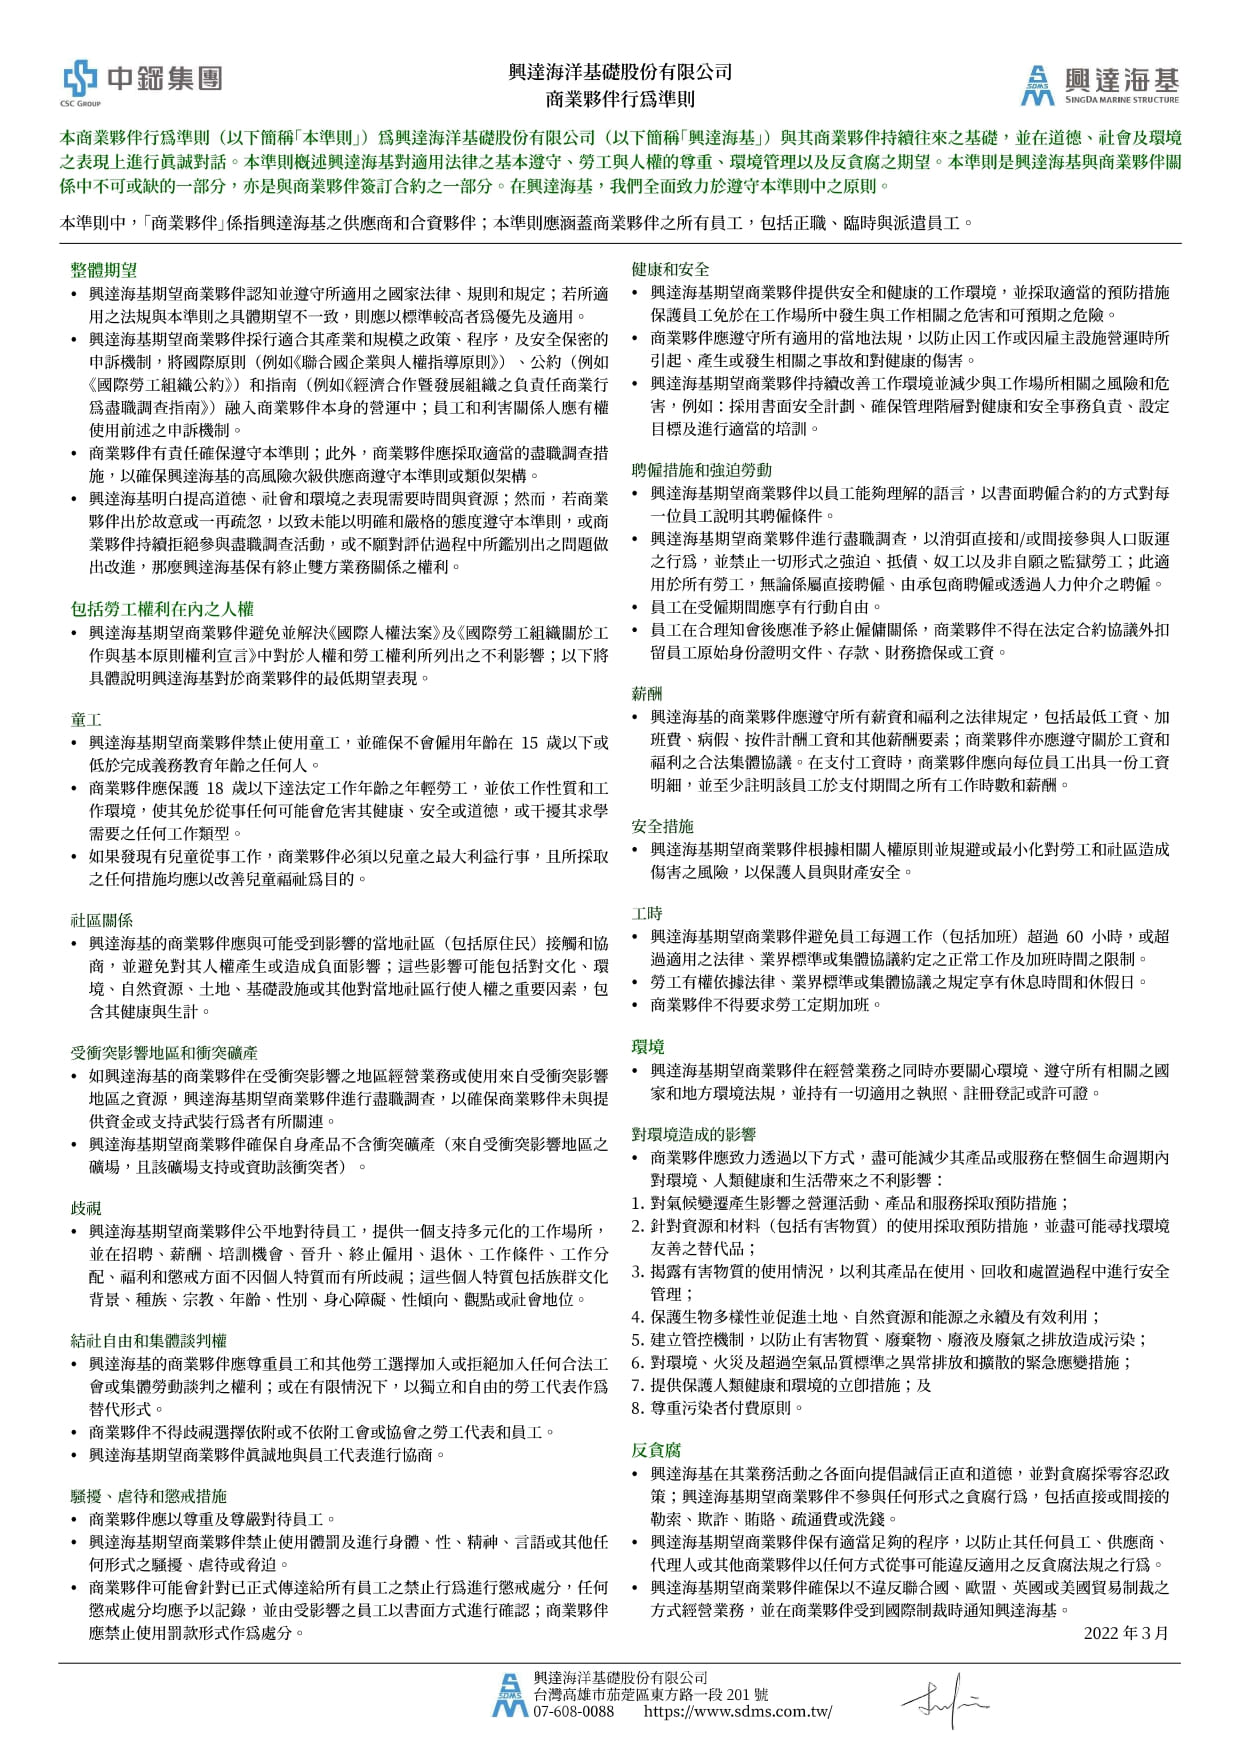 中鋼集團
CSC GROUP
興達海洋基礎股份有限公司
商業夥伴行為準則
SDMS
興達海基
SINGDA MARINE STRUCTURE
本商業夥伴行為準則（以下簡稱「本準則」）為興達海洋基礎股份有限公司（以下簡稱「興達海基」）與其商業夥伴持續往來之基礎，並在道德、社會及環境
之表現上進行真誠對話。本準則概述興達海基對適用法律之基本遵守、勞工與人權的尊重、環境管理以及反貪腐之期望。本準則是興達海基與商業夥伴關
係中不可或缺的一部分，亦是與商業夥伴簽訂合約之一部分。在興達海基，我們全面致力於遵守本準則中之原則。
本準則中，「商業夥伴」係指興達海基之供應商和合資夥伴；本準則應涵蓋商業夥伴之所有員工，包括正職、臨時與派遣員工。
整體期望
• 興達海基期望商業夥伴認知並遵守所適用之國家法律、規則和規定；若所適
用之法規與本準則之具體期望不一致，則應以標準較高者為優先及適用。
• 興達海基期望商業夥伴採行適合其產業和規模之政策、程序，及安全保密的
申訴機制，將國際原則（例如《聯合國企業與人權指導原則》）、公約（例如
《國際勞工組織公約》）和指南（例如《經濟合作暨發展組織之負責任商業行
為盡職調查指南》）融入商業夥伴本身的營運中；員工和利害關係人應有權
使用前述之申訴機制。
• 商業夥伴有責任確保遵守本準則；此外，商業夥伴應採取適當的盡職調查措
施，以確保興達海基的高風險次級供應商遵守本準則或類似架構。
• 興達海基明白提高道德、社會和環境之表現需要時間與資源；然而，若商業
夥伴出於故意或一再疏忽，以致未能以明確和嚴格的態度遵守本準則，或商
業夥伴持續拒絕參與盡職調查活動，或不願對評估過程中所鑑別出之問題做
出改進，那麼興達海基保有終止雙方業務關係之權利。
包括勞工權利在內之人權
• 興達海基期望商業夥伴避免並解決《國際人權法案》及《國際勞工組織關於工
作與基本原則權利宣言》中對於人權和勞工權利所列出之不利影響；以下將
具體說明興達海基對於商業夥伴的最低期望表現。
童工
• 興達海基期望商業夥伴禁止使用童工，並確保不會僱用年齡在 15 歲以下或
低於完成義務教育年齡之任何人。
• 商業夥伴應保護 18 歲以下達法定工作年齡之年輕勞工，並依工作性質和工
作環境，使其免於從事任何可能會危害其健康、安全或道德，或干擾其求學
需要之任何工作類型。
• 如果發現有兒童從事工作，商業夥伴必須以兒童之最大利益行事，且所採取
之任何措施均應以改善兒童福祉為目的。
社區關係
• 興達海基的商業夥伴應與可能受到影響的當地社區（包括原住民）接觸和協
商，並避免對其人權產生或造成負面影響；這些影響可能包括對文化、環
境、自然資源、土地、基礎設施或其他對當地社區行使人權之重要因素，包
含其健康與生計。
受衝突影響地區和衝突礦產
• 如興達海基的商業夥伴在受衝突影響之地區經營業務或使用來自受衝突影響
地區之資源，興達海基期望商業夥伴進行盡職調查，以確保商業夥伴未與提
供資金或支持武裝行為者有所關連。
• 興達海基期望商業夥伴確保自身產品不含衝突礦產（來自受衝突影響地區之
礦場，且該礦場支持或資助該衝突者）。
歧視
• 興達海基期望商業夥伴公平地對待員工，提供一個支持多元化的工作場所，
並在招聘、薪酬、培訓機會、晉升、終止僱用、退休、工作條件、工作分
配、福利和懲戒方面不因個人特質而有所歧視；這些個人特質包括族群文化
背景、種族、宗教、年齡、性別、身心障礙、性傾向、觀點或社會地位。
結社自由和集體談判權
• 興達海基的商業夥伴應尊重員工和其他勞工選擇加入或拒絕加入任何合法工
會或集體勞動談判之權利；或在有限情況下，以獨立和自由的勞工代表作為
替代形式。
• 商業夥伴不得歧視選擇依附或不依附工會或協會之勞工代表和員工。
• 興達海基期望商業夥伴真誠地與員工代表進行協商。
騷擾、虐待和懲戒措施
• 商業夥伴應以尊重及尊嚴對待員工。
• 興達海基期望商業夥伴禁止使用體罰及進行身體、性、精神、言語或其他任
何形式之騷擾、虐待或脅迫。
• 商業夥伴可能會針對已正式傳達給所有員工之禁止行為進行懲戒處分，任何
懲戒處分均應予以記錄，並由受影響之員工以書面方式進行確認；商業夥伴
應禁止使用罰款形式作為處分。
健康和安全
• 興達海基期望商業夥伴提供安全和健康的工作環境，並採取適當的預防措施
保護員工免於在工作場所中發生與工作相關之危害和可預期之危險。
• 商業夥伴應遵守所有適用的當地法規，以防止因工作或因雇主設施營運時所
引起、產生或發生相關之事故和對健康的傷害。
• 興達海基期望商業夥伴持續改善工作環境並減少與工作場所相關之風險和危
害，例如：採用書面安全計劃、確保管理階層對健康和安全事務負責、設定
目標及進行適當的培訓。
聘僱措施和強迫勞動
• 興達海基期望商業夥伴以員工能夠理解的語言，以書面聘僱合約的方式對每
一位員工說明其聘僱條件。
• 興達海基期望商業夥伴進行盡職調查，以消弭直接和/或間接參與人口販運
之行為，並禁止一切形式之強迫、抵債、奴工以及非自願之監獄勞工；此適
用於所有勞工，無論係屬直接聘僱、由承包商聘僱或透過人力仲介之聘僱。
• 員工在受僱期間應享有行動自由。
• 員工在合理知會後應准予終止僱傭關係，商業夥伴不得在法定合約協議外扣
留員工原始身份證明文件、存款、財務擔保或工資。
薪酬
• 興達海基的商業夥伴應遵守所有薪資和福利之法律規定，包括最低工資、加
班費、病假、按件計酬工資和其他薪酬要素；商業夥伴亦應遵守關於工資和
福利之合法集體協議。在支付工資時，商業夥伴應向每位員工出具一份工資
明細，並至少註明該員工於支付期間之所有工作時數和薪酬。
安全措施
• 興達海基期望商業夥伴根據相關人權原則並規避或最小化對勞工和社區造成
傷害之風險，以保護人員與財產安全。
工時
• 興達海基期望商業夥伴避免員工每週工作（包括加班）超過 60 小時，或超
過適用之法律、業界標準或集體協議約定之正常工作及加班時間之限制。
• 勞工有權依據法律、業界標準或集體協議之規定享有休息時間和休假日。
• 商業夥伴不得要求勞工定期加班。
環境
• 興達海基期望商業夥伴在經營業務之同時亦要關心環境、遵守所有相關之國
家和地方環境法規，並持有一切適用之執照、註冊登記或許可證。
對環境造成的影響
• 商業夥伴應致力透過以下方式，盡可能減少其產品或服務在整個生命週期內
對環境、人類健康和生活帶來之不利影響：
1. 對氣候變遷產生影響之營運活動、產品和服務採取預防措施；
2. 針對資源和材料（包括有害物質）的使用採取預防措施，並盡可能尋找環境
友善之替代品；
3. 揭露有害物質的使用情況，以利其產品在使用、回收和處置過程中進行安全
管理；
4. 保護生物多樣性並促進土地、自然資源和能源之永續及有效利用；
5. 建立管控機制，以防止有害物質、廢棄物、廢液及廢氣之排放造成污染；
6. 對環境、火災及超過空氣品質標準之異常排放和擴散的緊急應變措施；
7. 提供保護人類健康和環境的立即措施；及
8. 尊重污染者付費原則。
反貪腐
• 興達海基在其業務活動之各面向提倡誠信正直和道德，並對貪腐採零容忍政
策；興達海基期望商業夥伴不參與任何形式之貪腐行為，包括直接或間接的
勒索、欺詐、賄賂、疏通費或洗錢。
• 興達海基期望商業夥伴保有適當足夠的程序，以防止其任何員工、供應商、
代理人或其他商業夥伴以任何方式從事可能違反適用之反貪腐法規之行為。
• 興達海基期望商業夥伴確保以不違反聯合國、歐盟、英國或美國貿易制裁之
方式經營業務，並在商業夥伴受到國際制裁時通知興達海基。
2022 年 3 月
SDMS
興達海洋基礎股份有限公司
台灣高雄市茄萣區東方路一段 201 號
07-608-0088 https://www.sdms.com.tw/